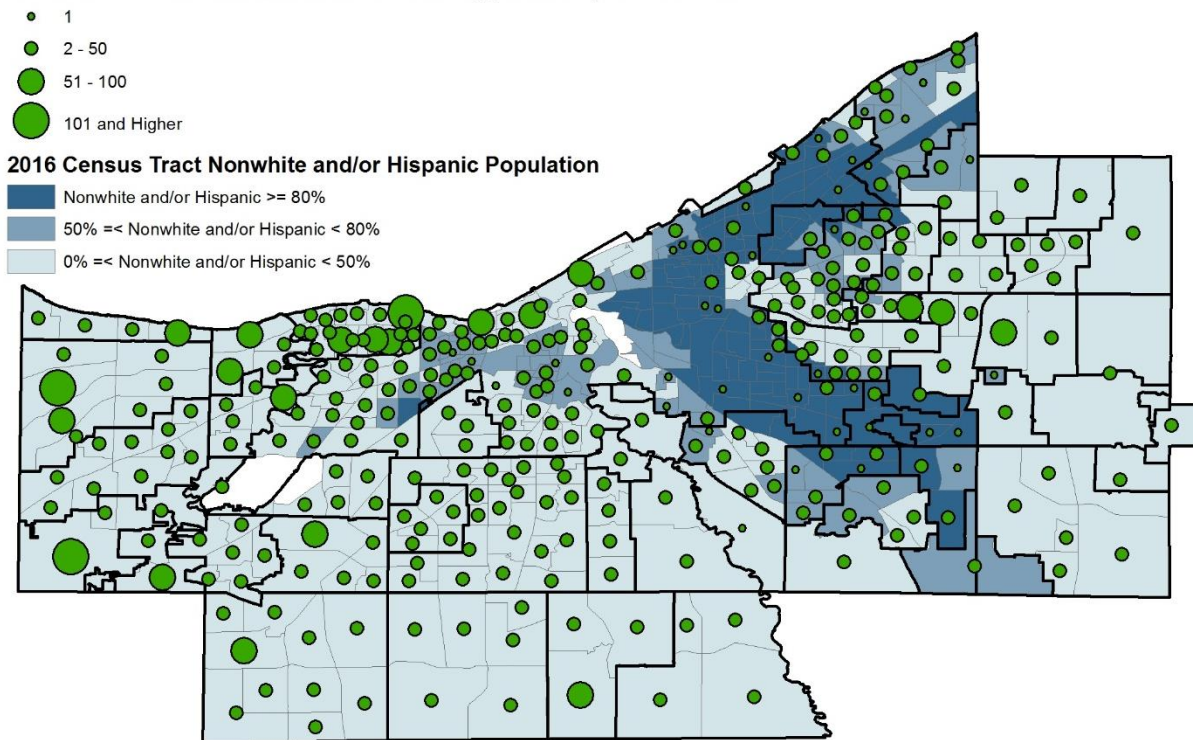 1
2 - 50
51 - 100
101 and Higher
2016 Census Tract Nonwhite and/or Hispanic Population
Nonwhite and/or Hispanic >= 80%
50% =< Nonwhite and/or Hispanic < 80%
0% =< Nonwhite and/or Hispanic < 50%